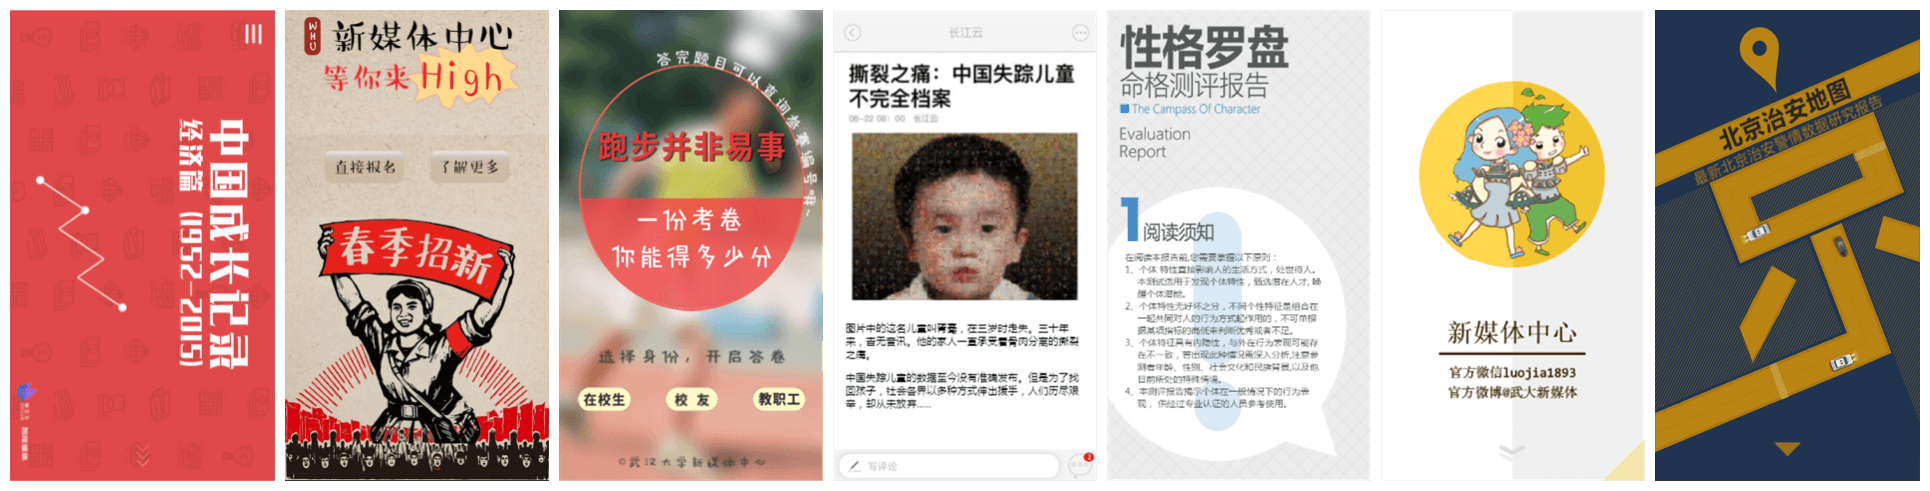 中国成长记录
经济篇（1952-2015）
WHU
新媒体中心
等你来High
直接报名
了解更多
春季招新
答完题目可以查询参赛编号哦~
跑步并非易事
一份考卷
你能得多少分
选择身份，开启答卷
在校生
校 友
教职工
©武汉大学新媒体中心
长江云
撕裂之痛：中国失踪儿童
不完全档案
06-22 08：00 长江云
图片中的这名儿童叫菁菁，在三岁时走失。三十年
来，杳无音讯。他的家人一直承受着骨肉分离的撕裂
之痛。
中国失踪儿童的数据至今没有准确发布。但是为了找
回孩子，社会各界以多种方式伸出援手，人们历尽艰
辛，却从未放弃......
写评论
2
性格罗盘
命格测评报告
The Campass Of Character
Evaluation
Report
1 阅读须知
在阅读本报告前,您需要掌握以下原则：
1、个体 特性直接影响人的生活方式，处世待人。
本测试适用于发现个体特性，甄选潜在人才,唤
醒个体潜能。
2、个体特性无好坏之分，不同个性特征是组合在
一起共同对人的行为方式起作用的，不可单根
据某项指标的高低来判断优秀或者不足。
3、个体特征具有内隐性，与外在行为表现可能存
在不一致，若出现此种情况需深入分析,注意参
测者年龄、性别、社会文化和民族背景,以及他
目前所处的特殊情境。
4、本测评报告揭示个体在一般情况下的行为表
现，供经过专业认证的人员参考使用。
新媒体中心
官方微信luojia1893
官方微博@武大新媒体
北京治安地图
最新北京治安警情数据研究报告